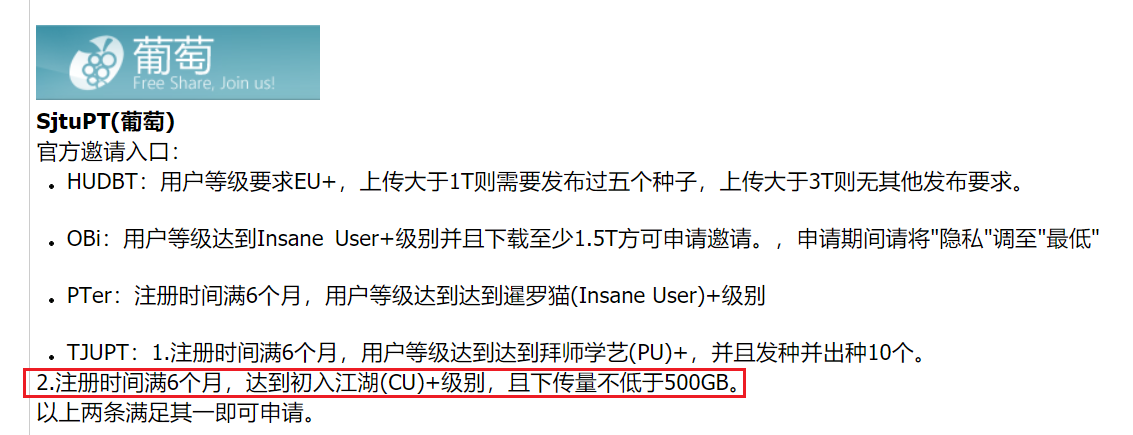 葡萄
Free Share, Join us!
SjtuPT(葡萄)
官方邀请入口：
• HUDBT：用户等级要求EU+，上传大于1T则需要发布过五个种子，上传大于3T则无其他发布要求。
• OBi：用户等级达到Insane User+级别并且下载至少1.5T方可申请邀请。，申请期间请将"隐私"调至"最低"
• PTer：注册时间满6个月，用户等级达到达到暹罗猫(Insane User)+级别
• TJUPT：1.注册时间满6个月，用户等级达到达到拜师学艺(PU)+，并且发种并出种10个。
2.注册时间满6个月，达到初入江湖(CU)+级别，且下传量不低于500GB。
以上两条满足其一即可申请。